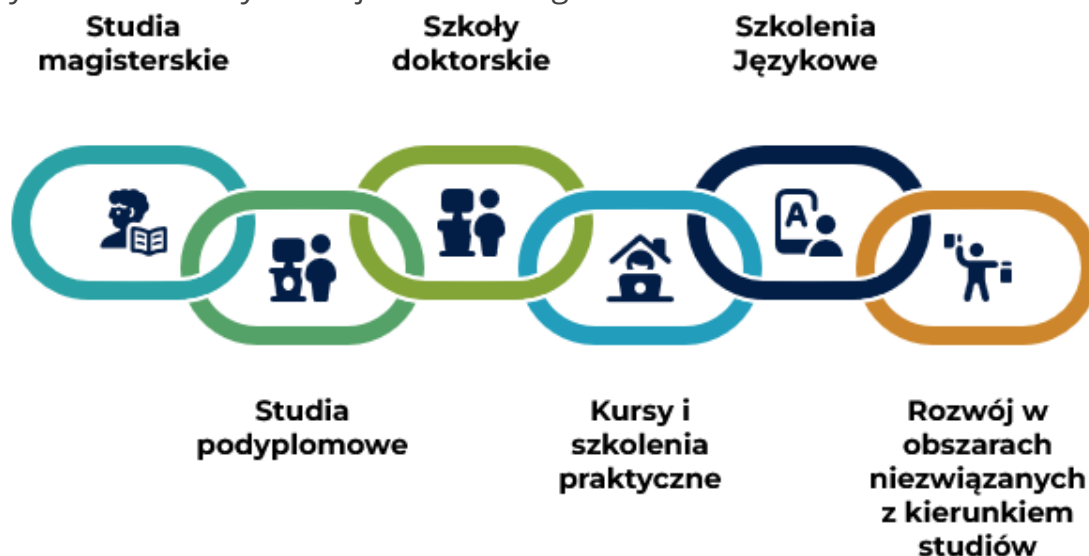 Studia
magisterskie
Szkoły
doktorskie
Szkolenia
Językowe
A
Studia
podyplomowe
Kursy i
szkolenia
praktyczne
Rozwój w
obszarach
niezwiązanych
z kierunkiem
studiów